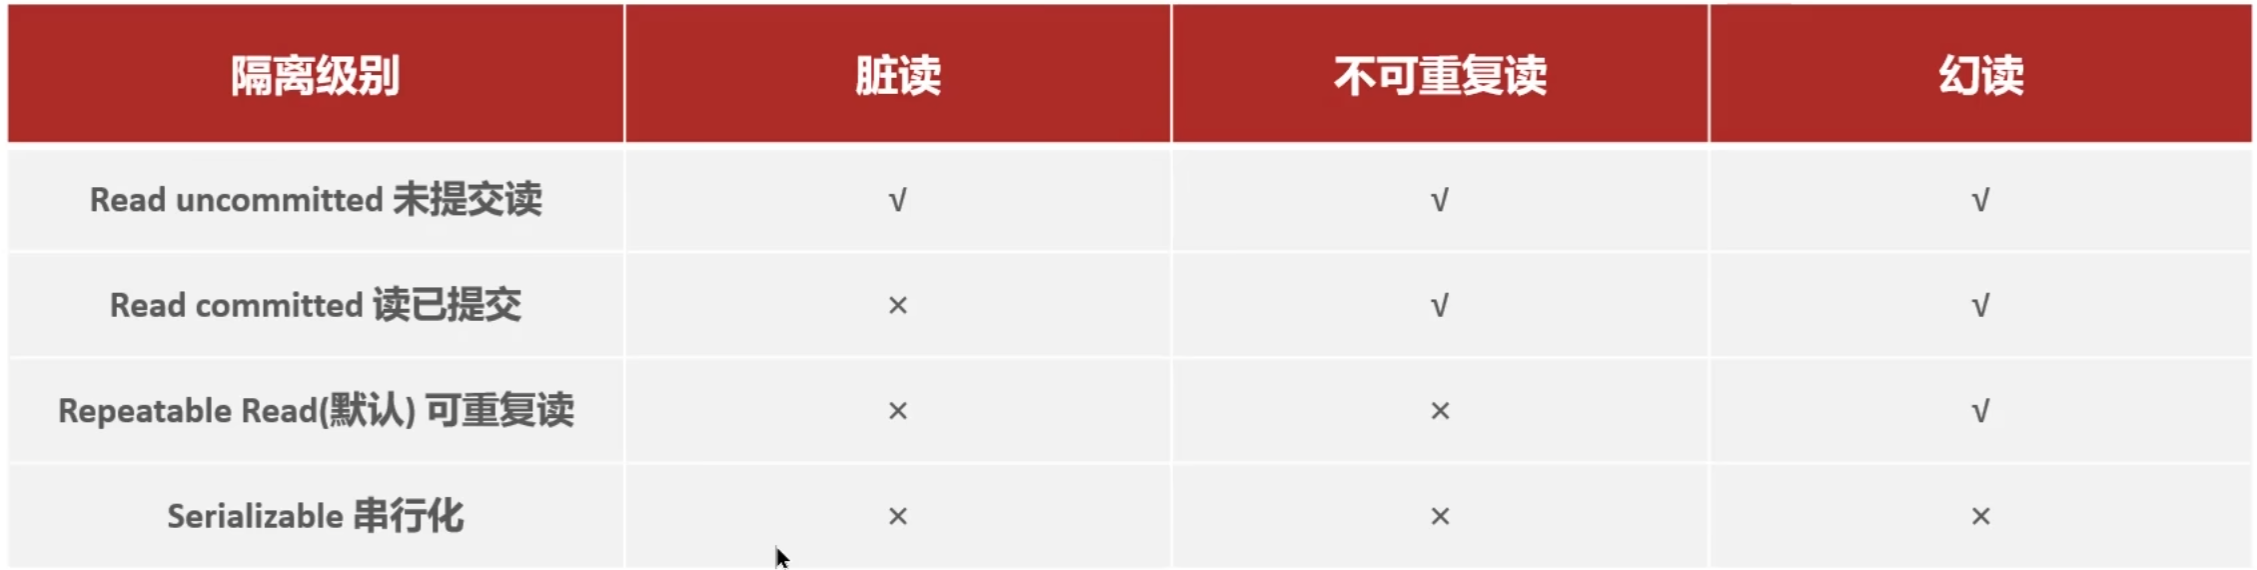 隔离级别 脏读 不可重复读 幻读
Read uncommitted 未提交读 √ √ √
Read committed 读已提交 × √ √
Repeatable Read(默认) 可重复读 × × √
Serializable 串行化 × × ×